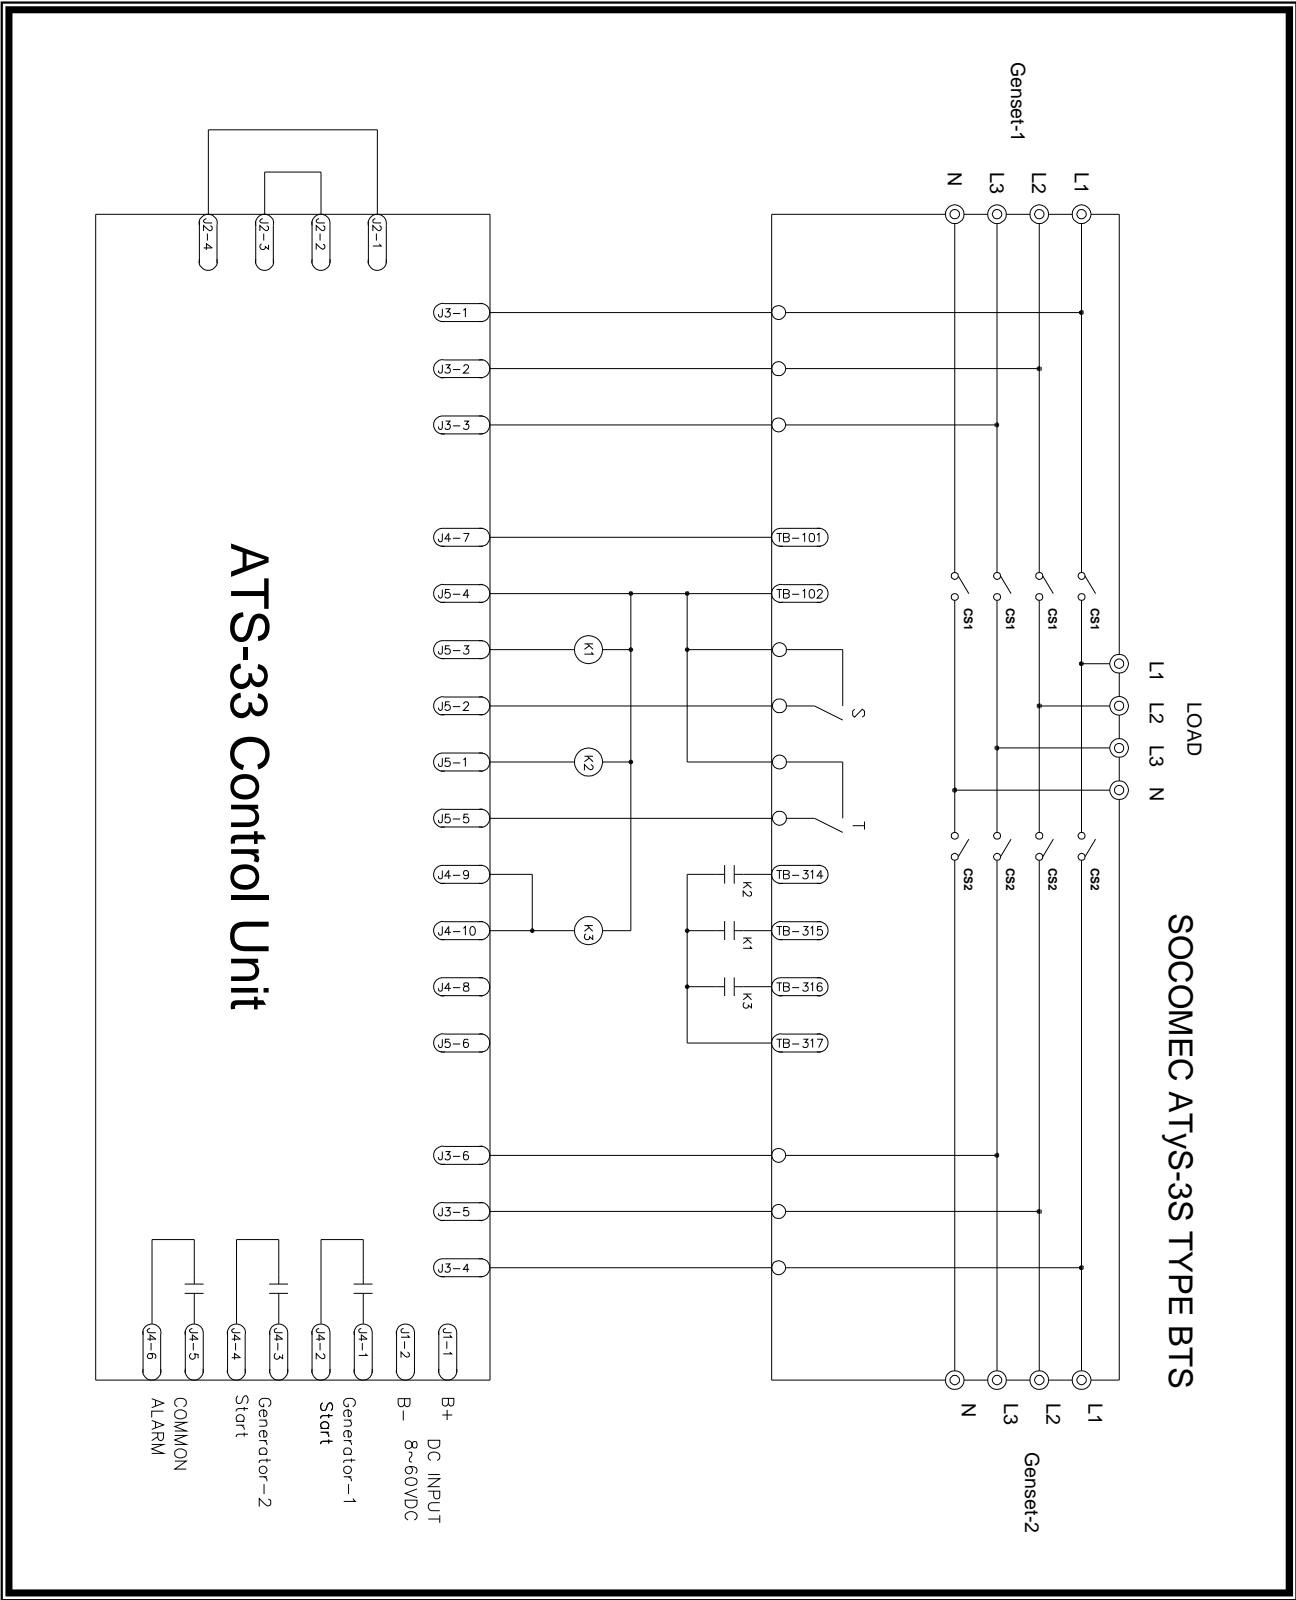 SOCOMEC ATyS-3S TYPE BTS
LOAD
L1 L2 L3 N
Genset-1
L1
L2
L3
N
CS1
CS1
CS1
CS1
CS2
CS2
CS2
CS2
L1
L2
L3
N
Genset-2
TB-101
TB-102
S
T
TB-314
TB-315
TB-316
TB-317
K2
K1
K3
K1
K2
K3
J3-1
J3-2
J3-3
J4-7
J5-4
J5-3
J5-2
J5-1
J5-5
J4-9
J4-10
J4-8
J5-6
J3-6
J3-5
J3-4
J2-1
J2-2
J2-3
J2-4
ATS-33 Control Unit
J1-1
J1-2
J4-1
J4-2
J4-3
J4-4
J4-5
J4-6
B+
DC INPUT
B-
8~60VDC
Generator-1
Start
Generator-2
Start
COMMON
ALARM